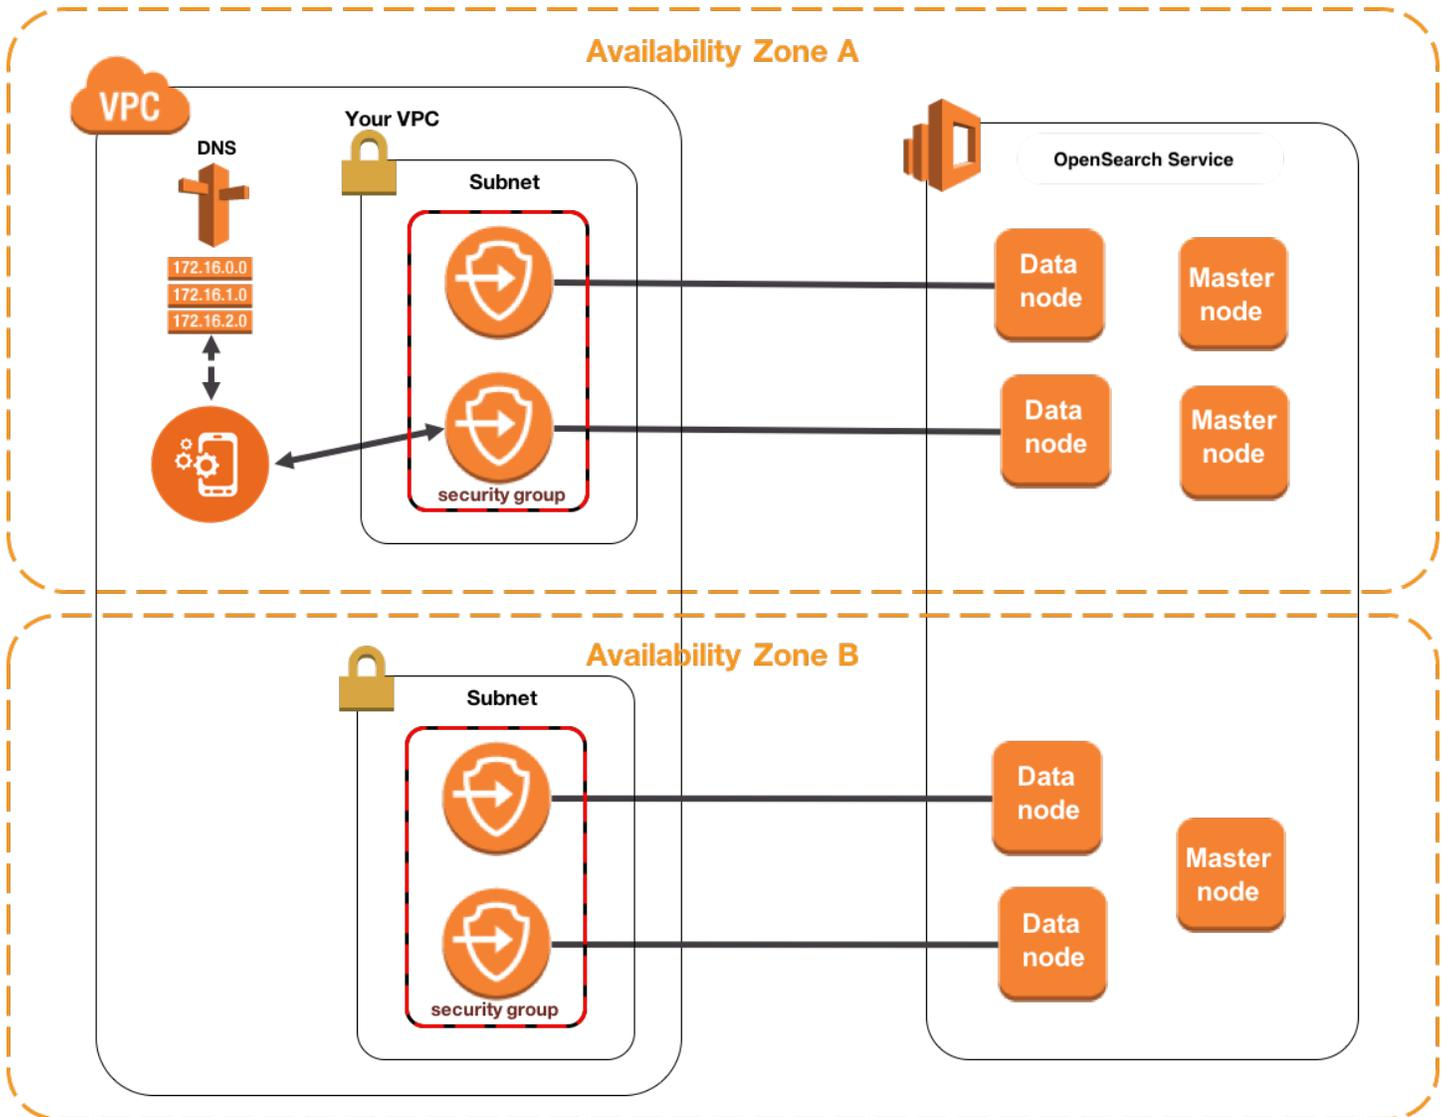 Availability Zone A
VPC
Your VPC
DNS
172.16.0.0
172.16.1.0
172.16.2.0
Subnet
security group
OpenSearch Service
Data
node
Master
node
Data
node
Master
node
Availability Zone B
Subnet
security group
Data
node
Master
node
Data
node